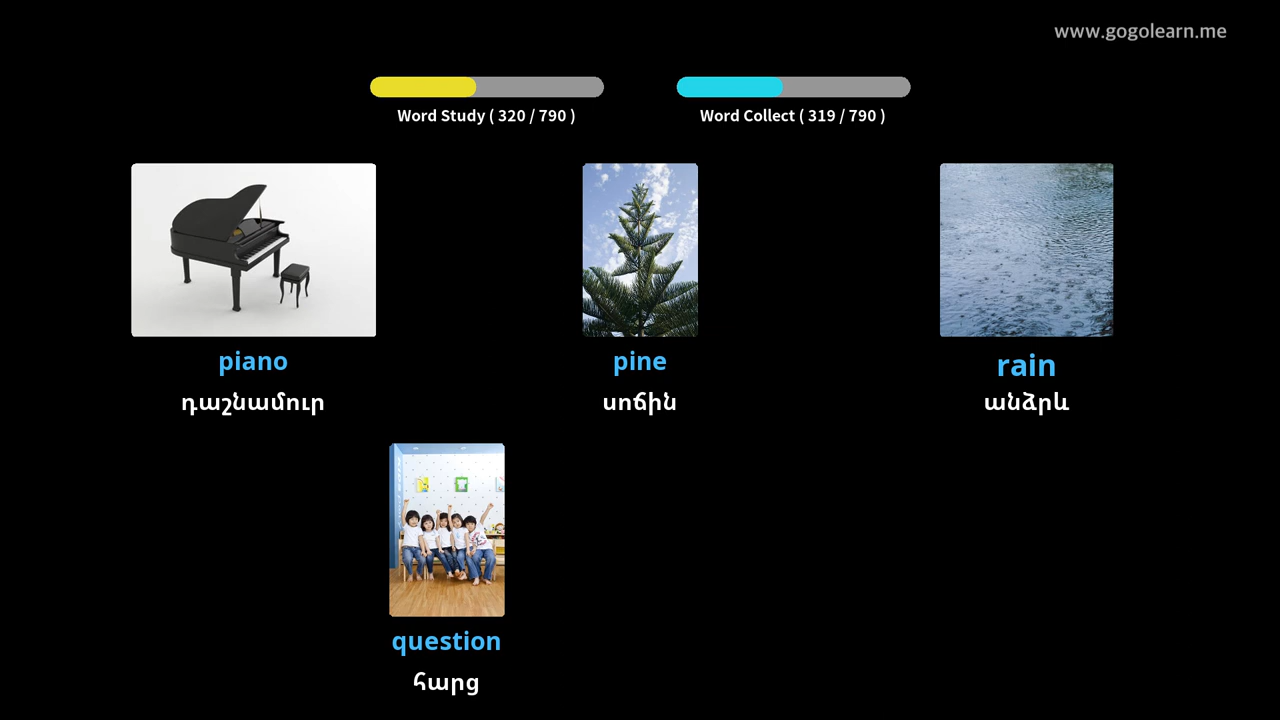 www.gogolearn.me
Word Study ( 320 / 790 )
Word Collect ( 319 / 790 )
piano
դաշնամուր
pine
սոճին
rain
անձրև
question
հարց